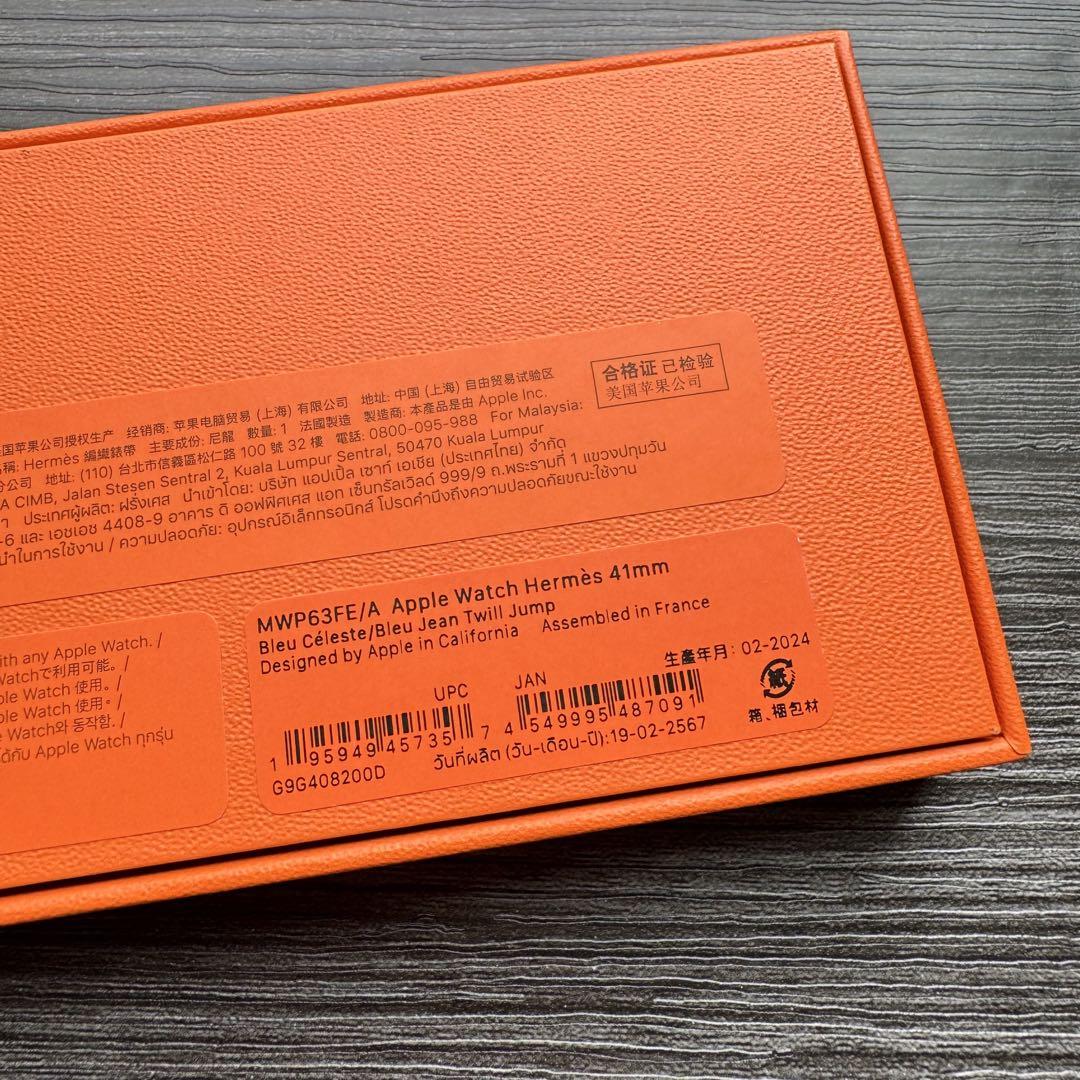 合格证 已检验
美国苹果公司
国苹果公司授权生产 经销商: 苹果电脑贸易 (上海) 有限公司 地址: 中国 (上海) 自由贸易试验区
名稱: Hermès 編織錶帶 主要成份: 尼龍 數量: 1 法國製造 製造商: 本產品是由 Apple Inc.
分公司 地址: (110) 台北市信義區松仁路 100 號 32 樓 電話: 0800-095-988 For Malaysia:
A CIMB, Jalan Stesen Sentral 2, Kuala Lumpur Sentral, 50470 Kuala Lumpur
ประเทศผู้ผลิต: ฝรั่งเศส นำเข้าโดย: บริษัท แอปเปิ้ล เซาท์ เอเชีย (ประเทศไทย) จำกัด
-6 และ เอชเอช 4408-9 อาคาร ดิ ออฟฟิศเศส แอท เซ็นทรัลเวิลด์ 999/9 ถ.พระรามที่ 1 แขวงปทุมวัน
นำในการใช้งาน / ความปลอดภัย: อุปกรณ์อิเล็กทรอนิกส์ โปรดคำนึงถึงความปลอดภัยขณะใช้งาน
ith any Apple Watch. /
Watchで利用可能。/
ple Watch 使用。/
ple Watch 使用。/
e Watch와 동작함. /
ได้กับ Apple Watch ทุกรุ่น
MWP63FE/A Apple Watch Hermès 41mm
Bleu Céleste/Bleu Jean Twill Jump
Designed by Apple in California Assembled in France
生產年月: 02-2024
UPC JAN
1 95949 45735 7 4 549995 487091
紙
箱、梱包材
G9G408200D วันที่ผลิต (วัน-เดือน-ปี):19-02-2567